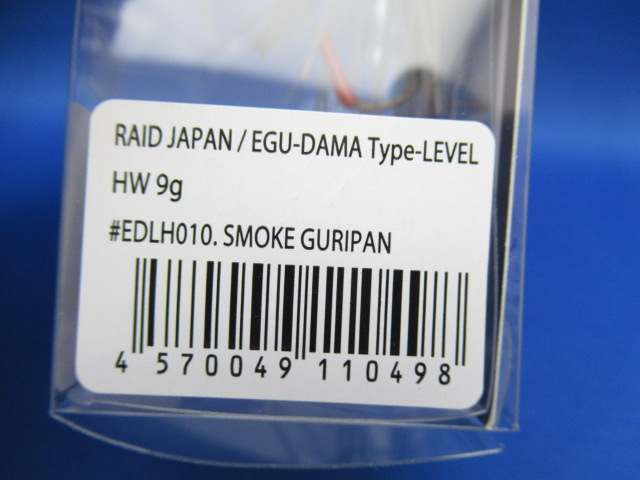 RAID JAPAN / EGU-DAMA Type-LEVEL
HW 9g
#EDLH010. SMOKE GURIPAN
4 570049 110498